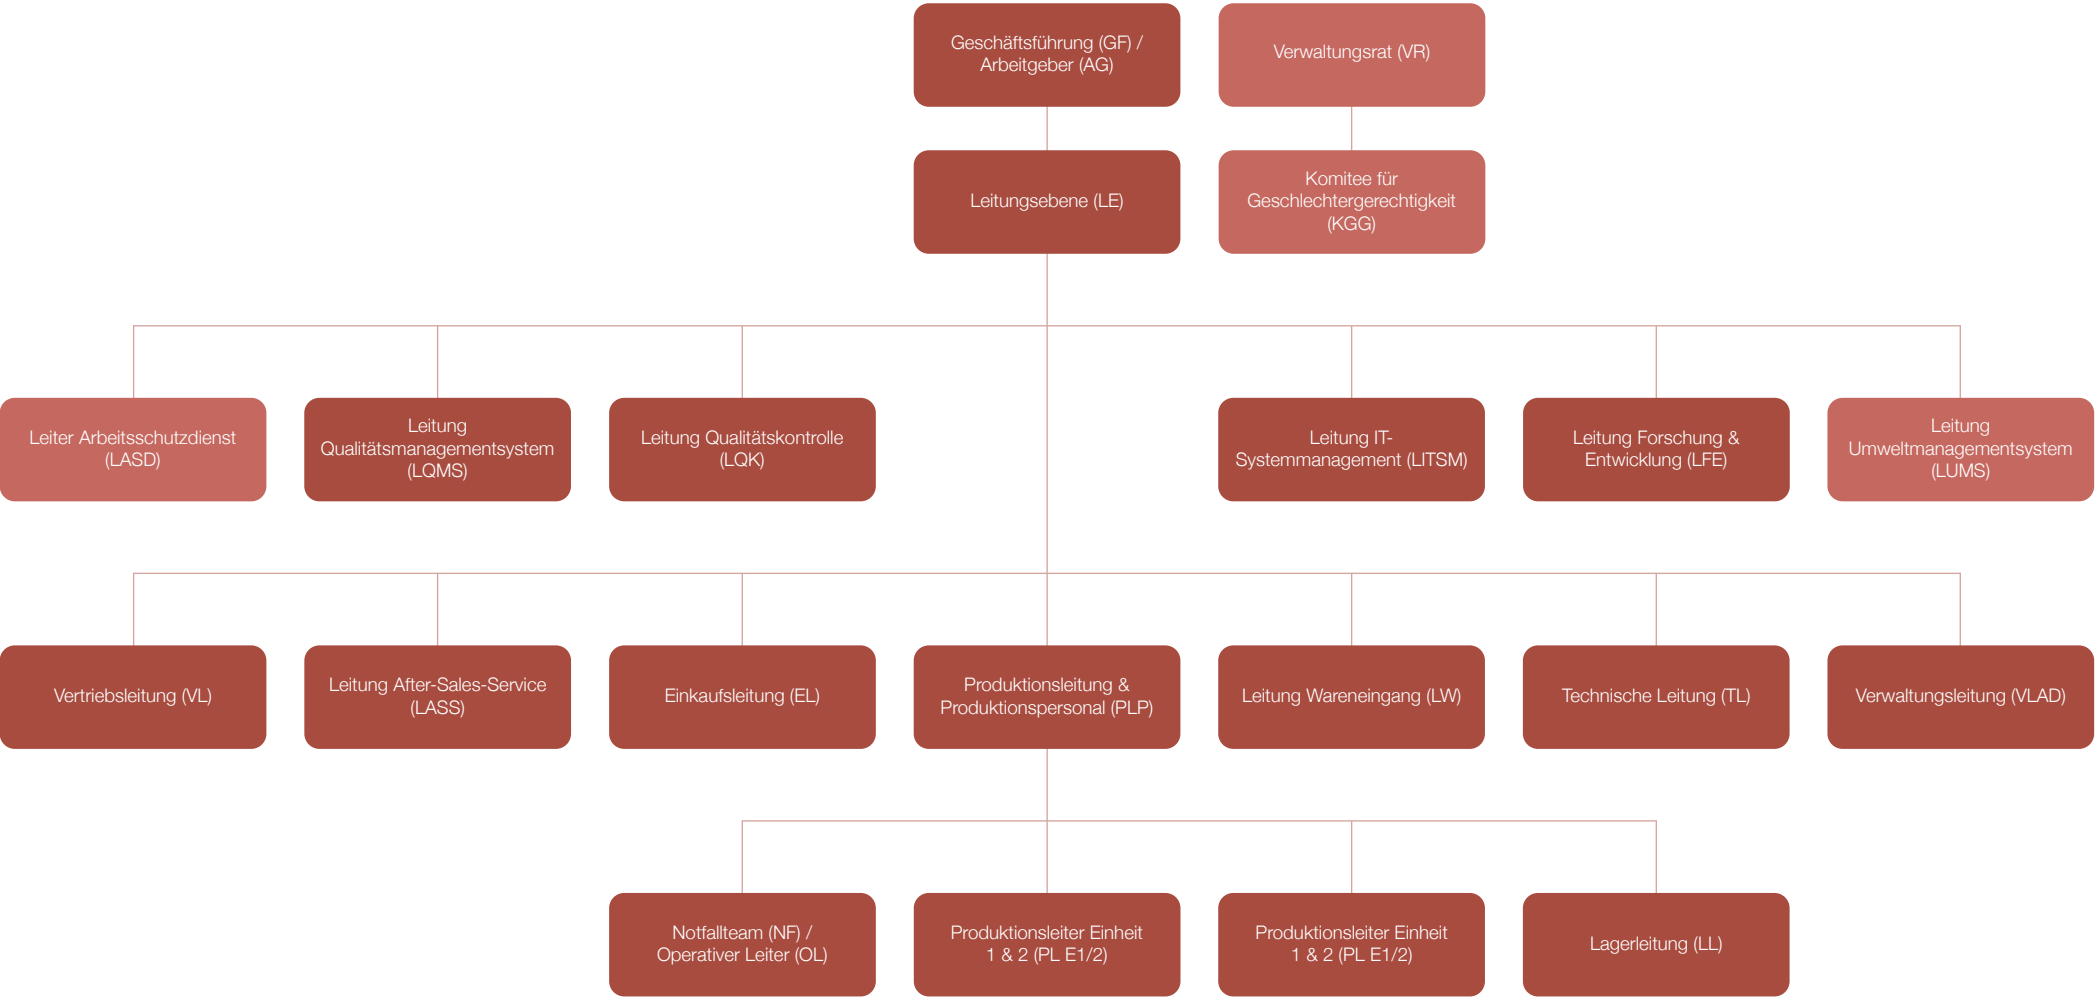 Geschäftsführung (GF) /
Arbeitgeber (AG)
Verwaltungsrat (VR)
Leitungsebene (LE)
Komitee für
Geschlechtergerechtigkeit
(KGG)
Leiter Arbeitsschutzdienst
(LASD)
Leitung
Qualitätsmanagementsystem
(LQMS)
Leitung Qualitätskontrolle
(LQK)
Leitung IT-
Systemmanagement (LITSM)
Leitung Forschung &
Entwicklung (LFE)
Leitung
Umweltmanagementsystem
(LUMS)
Vertriebsleitung (VL)
Leitung After-Sales-Service
(LASS)
Einkaufsleitung (EL)
Produktionsleitung &
Produktionspersonal (PLP)
Leitung Wareneingang (LW)
Technische Leitung (TL)
Verwaltungsleitung (VLAD)
Notfallteam (NF) /
Operativer Leiter (OL)
Produktionsleiter Einheit
1 & 2 (PL E1/2)
Produktionsleiter Einheit
1 & 2 (PL E1/2)
Lagerleitung (LL)